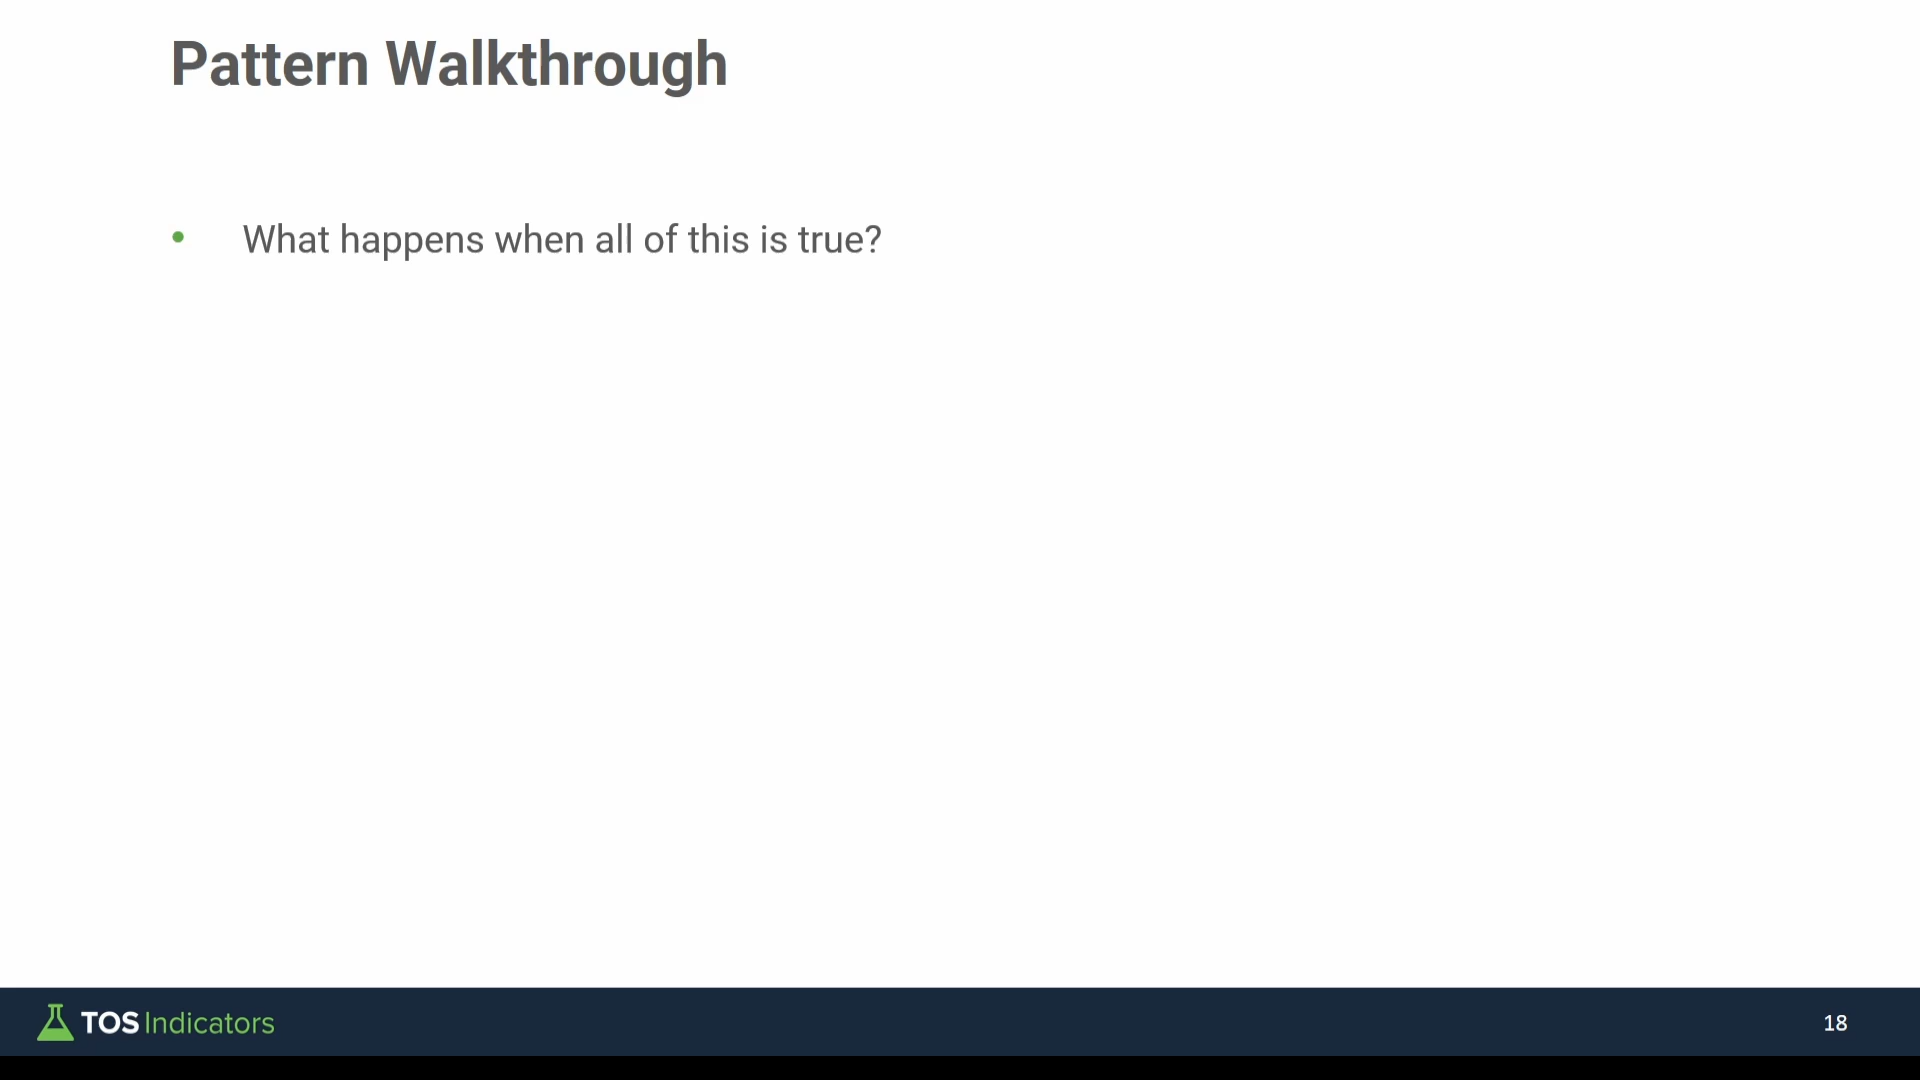 Pattern Walkthrough
• What happens when all of this is true?
TOS Indicators
18